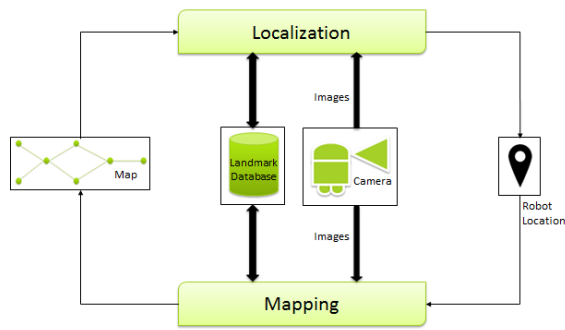 Localization
Images
Landmark
Database
Map
Camera
Robot
Location
Images
Mapping